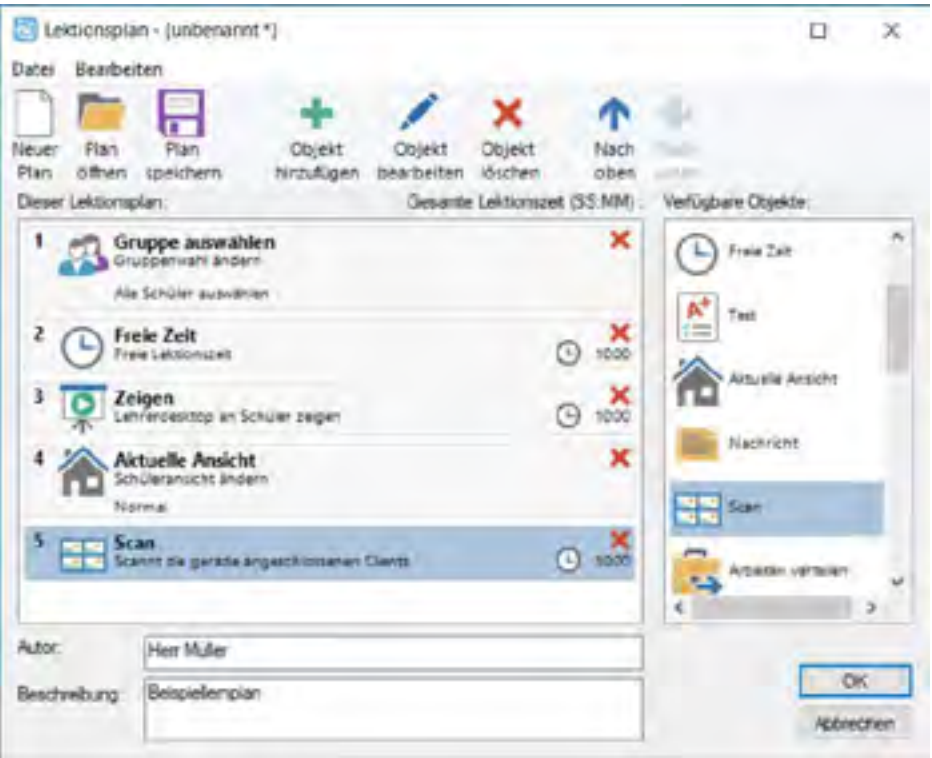 Lektionsplan - (unbenannt *)
Datei Bearbeiten
Neuer Plan Plan Objekt Objekt Objekt Nach
Plan öffnen speichern hinzufügen bearbeiten löschen oben
Dieser Lektionsplan: Gesamte Lektionszeit (SS:MM) : Verfügbare Objekte:
1 Gruppe auswählen
Gruppenwahl ändern
Alle Schüler auswählen
2 Freie Zeit
Freie Lektionszeit
10:00
3 Zeigen
Lehrerdesktop an Schüler zeigen
10:00
4 Aktuelle Ansicht
Schüleransicht ändern
Normal
5 Scan
Scannt die gerade angeschlossenen Clients
10:00
Freie Zeit
A+
Test
Aktuelle Ansicht
Nachricht
Scan
Arbeiten verteilen
Autor: Herr Müller
Beschreibung: Beispiellernplan
OK
Abbrechen